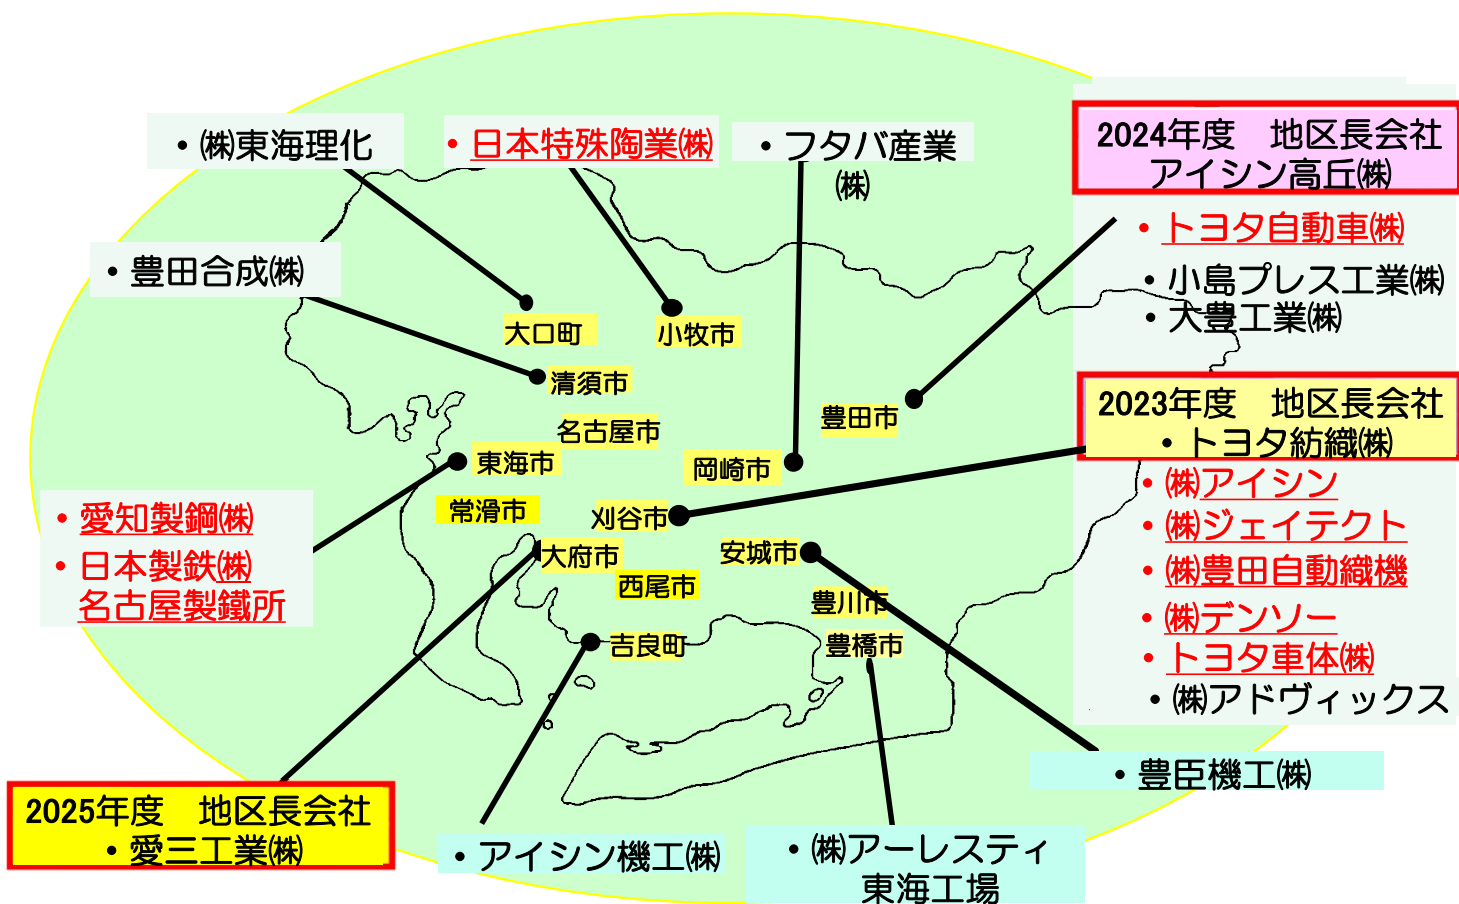 ・㈱東海理化
・日本特殊陶業㈱
・フタバ産業
㈱
2024年度　地区長会社
アイシン高丘㈱
・トヨタ自動車㈱
・小島プレス工業㈱
・大豊工業㈱
・豊田合成㈱
大口町
小牧市
清須市
名古屋市
豊田市
東海市
岡崎市
常滑市
刈谷市
大府市
安城市
西尾市
豊川市
吉良町
豊橋市
2023年度　地区長会社
・トヨタ紡織㈱
・㈱アイシン
・㈱ジェイテクト
・㈱豊田自動織機
・㈱デンソー
・トヨタ車体㈱
・㈱アドヴィックス
・愛知製鋼㈱
・日本製鉄㈱
名古屋製鐵所
・豊臣機工㈱
2025年度　地区長会社
・愛三工業㈱
・アイシン機工㈱
・㈱アーレスティ
東海工場